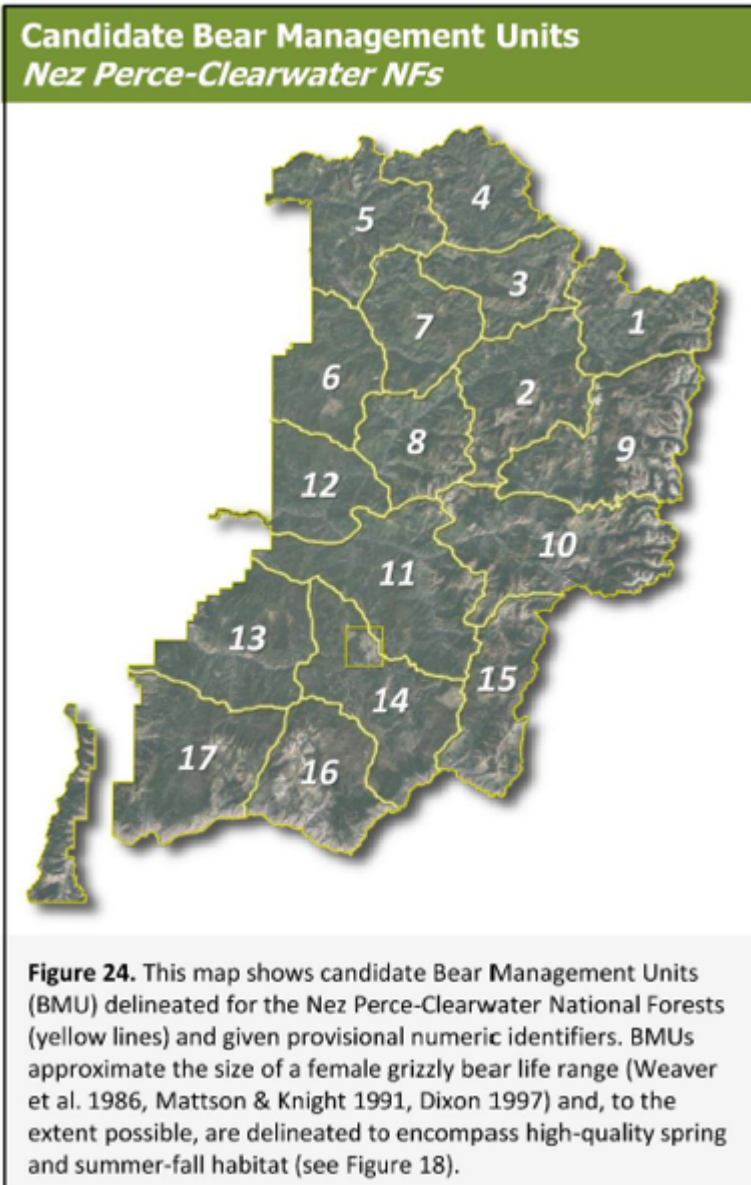 Candidate Bear Management Units
Nez Perce-Clearwater NFs
4
5
3
1
7
6
2
8
9
12
10
11
13
15
14
17
16
Figure 24. This map shows candidate Bear Management Units
(BMU) delineated for the Nez Perce-Clearwater National Forests
(yellow lines) and given provisional numeric identifiers. BMUs
approximate the size of a female grizzly bear life range (Weaver
et al. 1986, Mattson & Knight 1991, Dixon 1997) and, to the
extent possible, are delineated to encompass high-quality spring
and summer-fall habitat (see Figure 18).